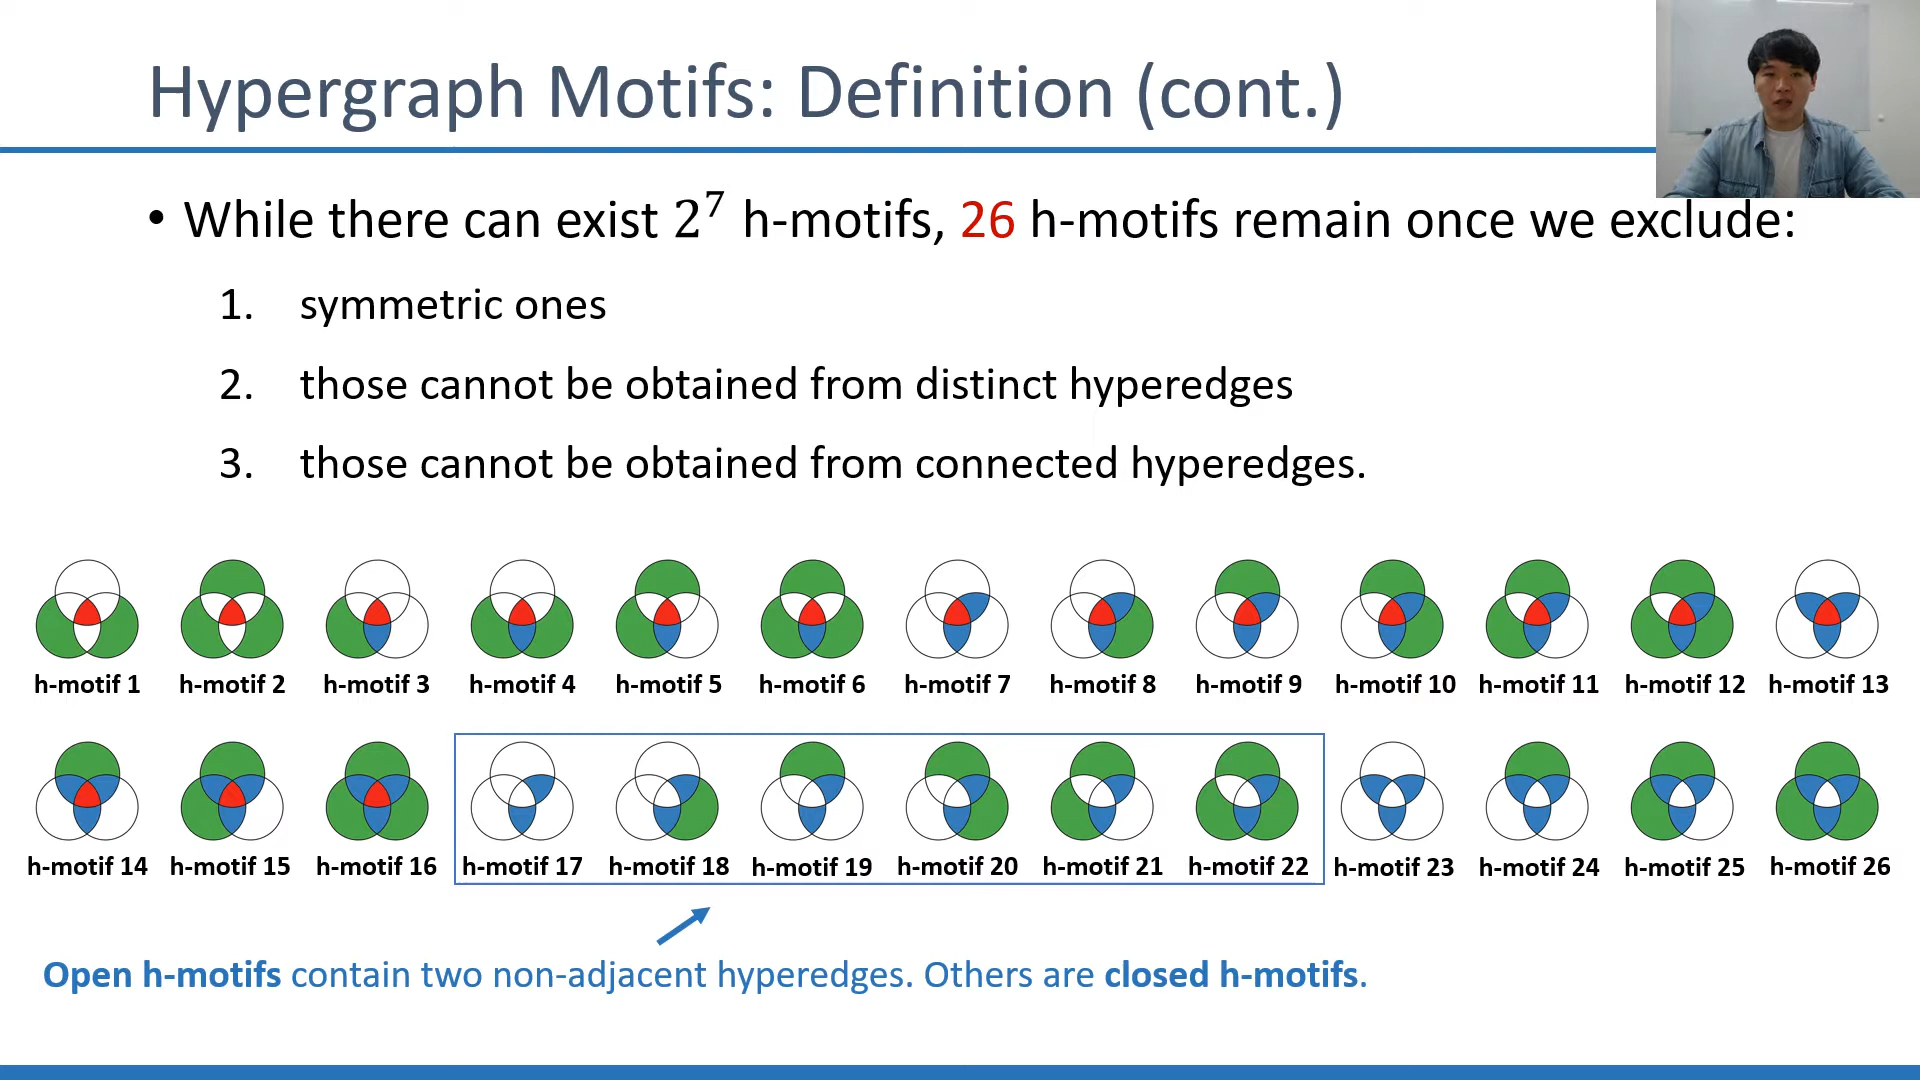 Hypergraph Motifs: Definition (cont.)
• While there can exist 2⁷ h-motifs, 26 h-motifs remain once we exclude:
1. symmetric ones
2. those cannot be obtained from distinct hyperedges
3. those cannot be obtained from connected hyperedges.
h-motif 1 h-motif 2 h-motif 3 h-motif 4 h-motif 5 h-motif 6 h-motif 7 h-motif 8 h-motif 9 h-motif 10 h-motif 11 h-motif 12 h-motif 13
h-motif 14 h-motif 15 h-motif 16 h-motif 17 h-motif 18 h-motif 19 h-motif 20 h-motif 21 h-motif 22 h-motif 23 h-motif 24 h-motif 25 h-motif 26
Open h-motifs contain two non-adjacent hyperedges. Others are closed h-motifs.